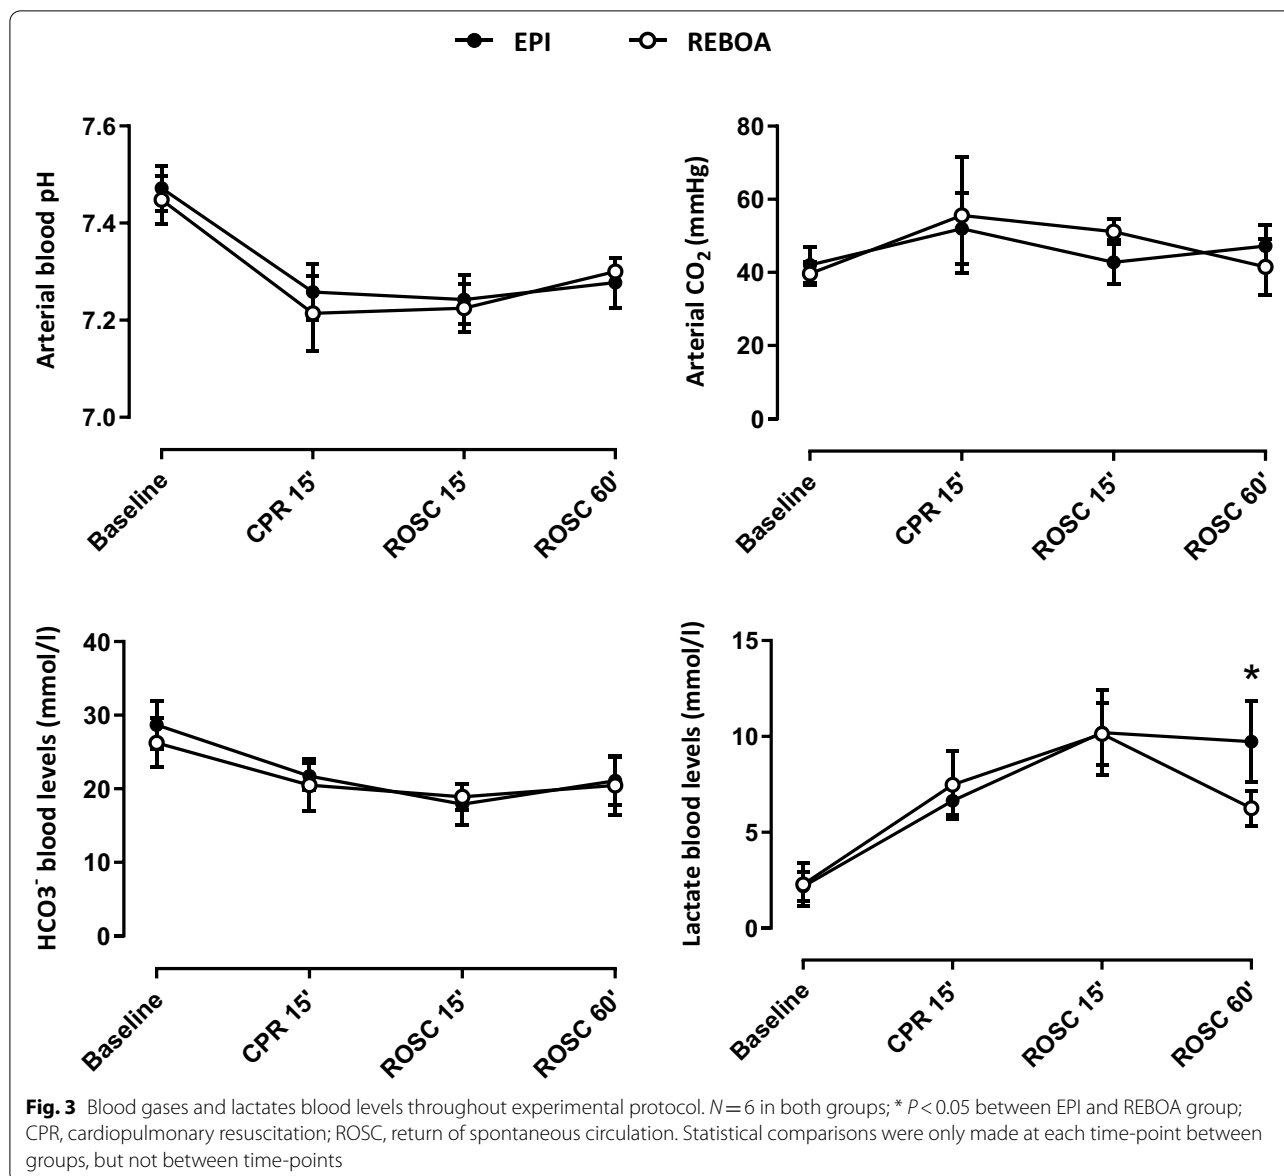 EPI REBOA
7.6
7.4
7.2
7.0
Arterial blood pH
Baseline
CPR 15'
ROSC 15'
ROSC 60'
80
60
40
20
0
Arterial CO2 (mmHg)
Baseline
CPR 15'
ROSC 15'
ROSC 60'
40
30
20
10
0
HCO3- blood levels (mmol/l)
Baseline
CPR 15'
ROSC 15'
ROSC 60'
15
10
5
0
Lactate blood levels (mmol/l)
*
Baseline
CPR 15'
ROSC 15'
ROSC 60'
Fig. 3 Blood gases and lactates blood levels throughout experimental protocol. N = 6 in both groups; * P < 0.05 between EPI and REBOA group;
CPR, cardiopulmonary resuscitation; ROSC, return of spontaneous circulation. Statistical comparisons were only made at each time-point between
groups, but not between time-points